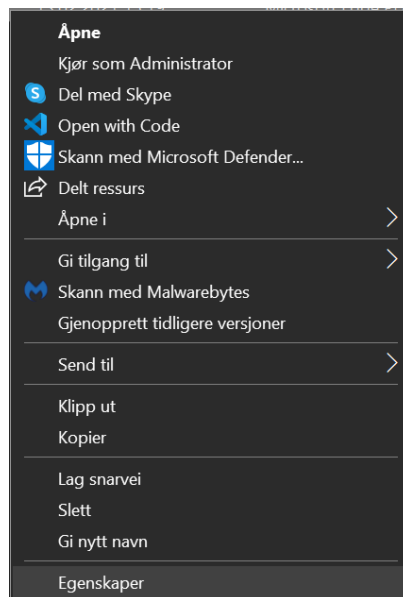 Åpne
Kjør som Administrator
Del med Skype
Open with Code
Skann med Microsoft Defender...
Delt ressurs
Åpne i
Gi tilgang til
Skann med Malwarebytes
Gjenopprett tidligere versjoner
Send til
Klipp ut
Kopier
Lag snarvei
Slett
Gi nytt navn
Egenskaper